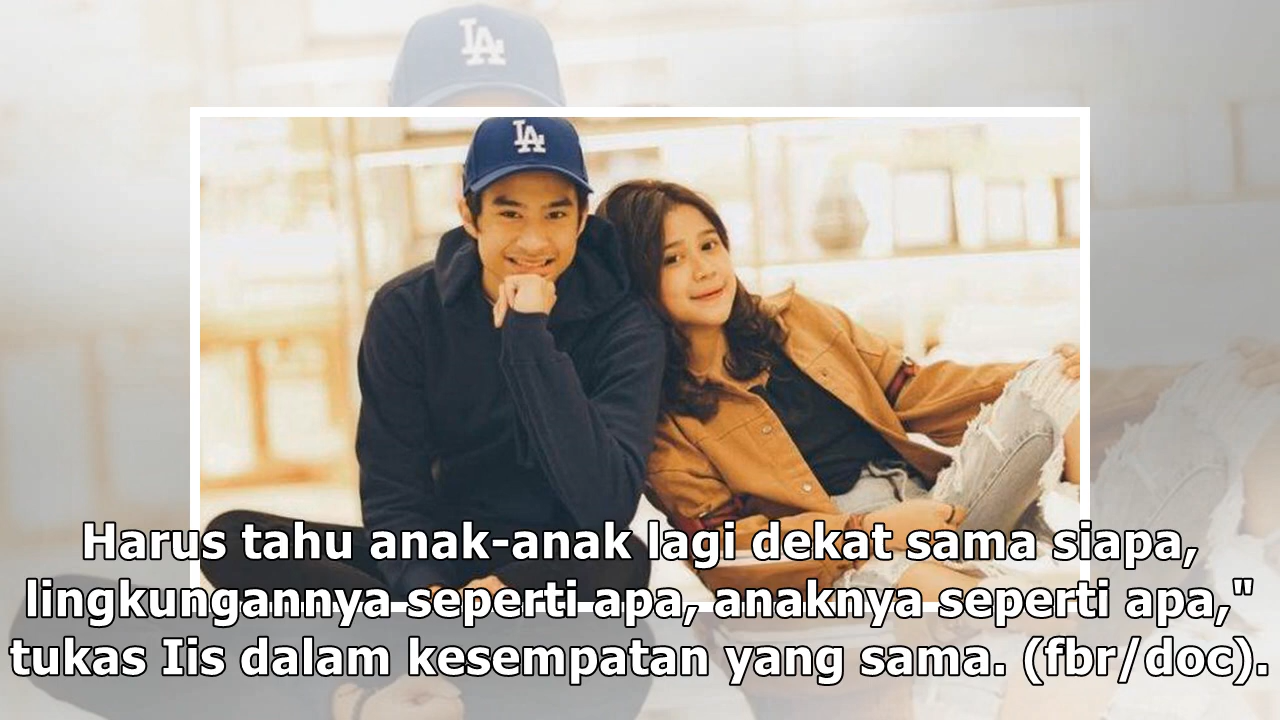 LA
LA
Harus tahu anak-anak lagi dekat sama siapa,
lingkungannya seperti apa, anaknya seperti apa,"
tukas Iis dalam kesempatan yang sama. (fbr/doc).